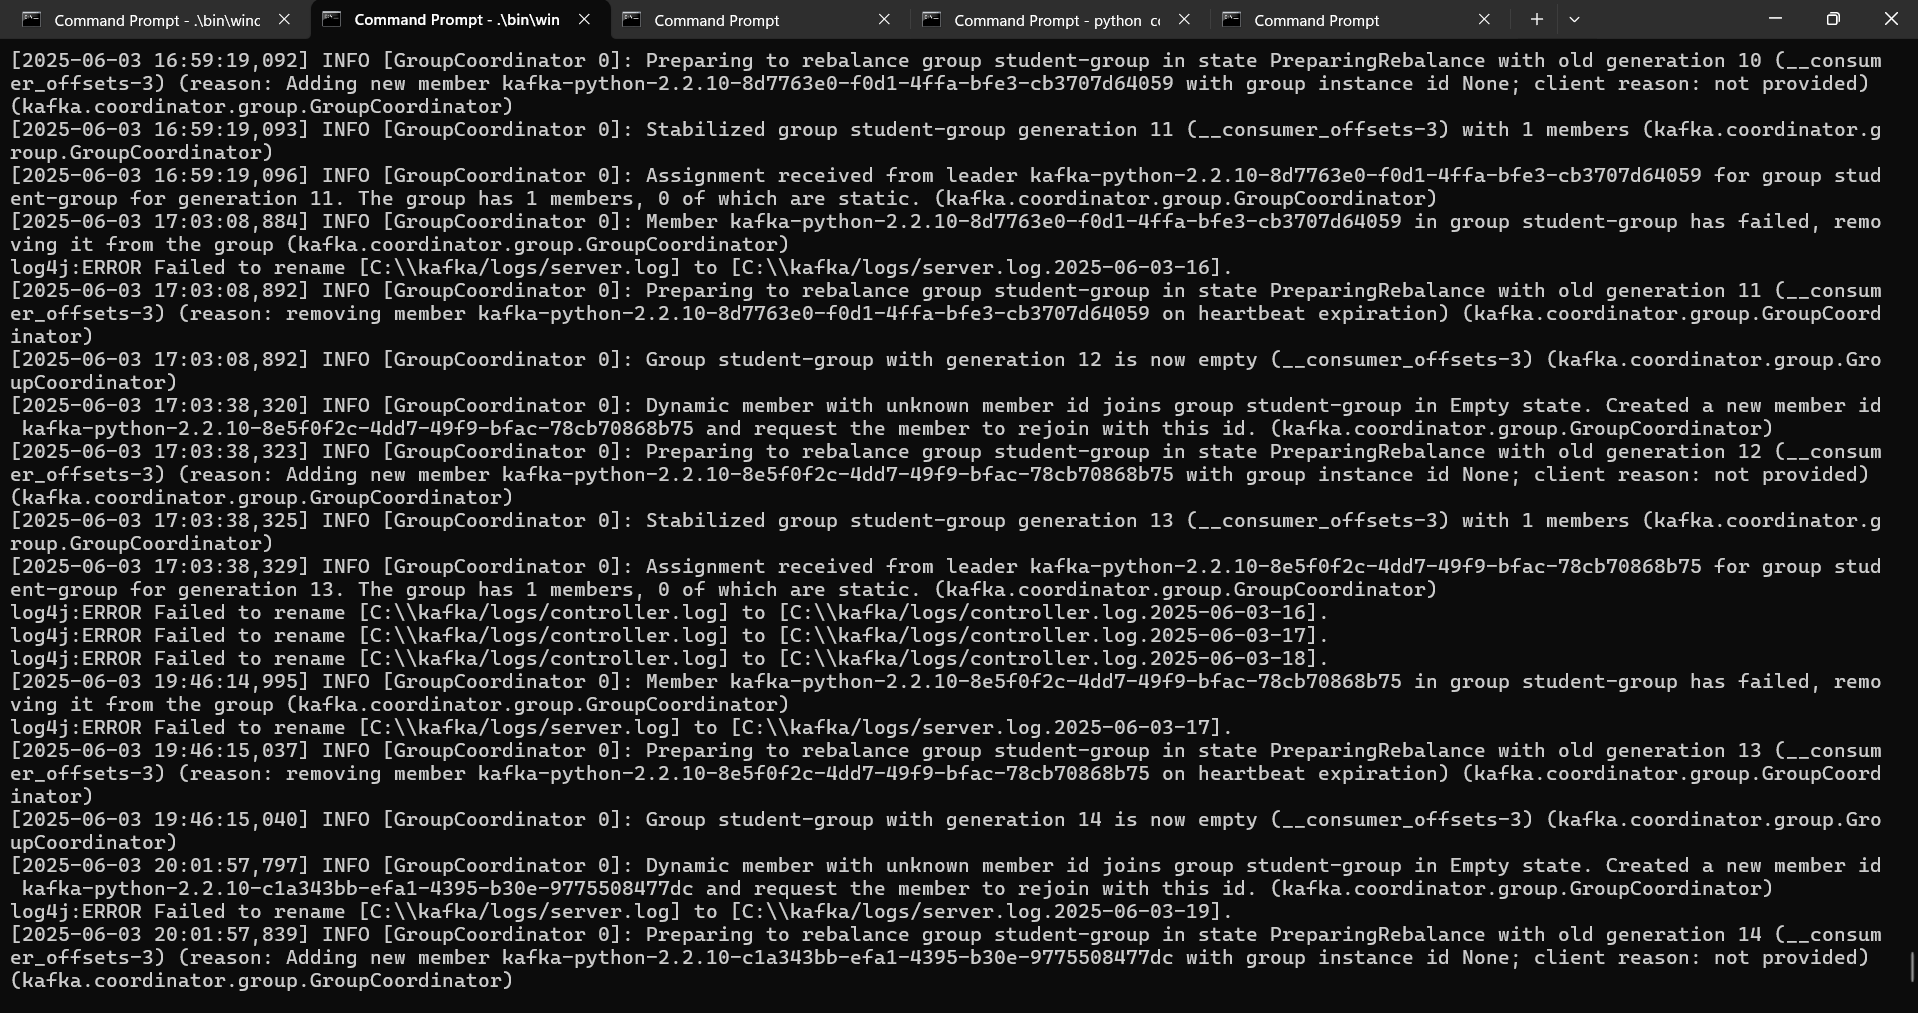 Command Prompt - .\bin\winc
Command Prompt - .\bin\win
Command Prompt
Command Prompt - python cc
Command Prompt
[2025-06-03 16:59:19,092] INFO [GroupCoordinator 0]: Preparing to rebalance group student-group in state PreparingRebalance with old generation 10 (__consum
er_offsets-3) (reason: Adding new member kafka-python-2.2.10-8d7763e0-f0d1-4ffa-bfe3-cb3707d64059 with group instance id None; client reason: not provided)
(kafka.coordinator.group.GroupCoordinator)
[2025-06-03 16:59:19,093] INFO [GroupCoordinator 0]: Stabilized group student-group generation 11 (__consumer_offsets-3) with 1 members (kafka.coordinator.g
roup.GroupCoordinator)
[2025-06-03 16:59:19,096] INFO [GroupCoordinator 0]: Assignment received from leader kafka-python-2.2.10-8d7763e0-f0d1-4ffa-bfe3-cb3707d64059 for group stud
ent-group for generation 11. The group has 1 members, 0 of which are static. (kafka.coordinator.group.GroupCoordinator)
[2025-06-03 17:03:08,884] INFO [GroupCoordinator 0]: Member kafka-python-2.2.10-8d7763e0-f0d1-4ffa-bfe3-cb3707d64059 in group student-group has failed, remo
ving it from the group (kafka.coordinator.group.GroupCoordinator)
log4j:ERROR Failed to rename [C:\\kafka/logs/server.log] to [C:\\kafka/logs/server.log.2025-06-03-16].
[2025-06-03 17:03:08,892] INFO [GroupCoordinator 0]: Preparing to rebalance group student-group in state PreparingRebalance with old generation 11 (__consum
er_offsets-3) (reason: removing member kafka-python-2.2.10-8d7763e0-f0d1-4ffa-bfe3-cb3707d64059 on heartbeat expiration) (kafka.coordinator.group.GroupCoord
inator)
[2025-06-03 17:03:08,892] INFO [GroupCoordinator 0]: Group student-group with generation 12 is now empty (__consumer_offsets-3) (kafka.coordinator.group.Gro
upCoordinator)
[2025-06-03 17:03:38,320] INFO [GroupCoordinator 0]: Dynamic member with unknown member id joins group student-group in Empty state. Created a new member id
kafka-python-2.2.10-8e5f0f2c-4dd7-49f9-bfac-78cb70868b75 and request the member to rejoin with this id. (kafka.coordinator.group.GroupCoordinator)
[2025-06-03 17:03:38,323] INFO [GroupCoordinator 0]: Preparing to rebalance group student-group in state PreparingRebalance with old generation 12 (__consum
er_offsets-3) (reason: Adding new member kafka-python-2.2.10-8e5f0f2c-4dd7-49f9-bfac-78cb70868b75 with group instance id None; client reason: not provided)
(kafka.coordinator.group.GroupCoordinator)
[2025-06-03 17:03:38,325] INFO [GroupCoordinator 0]: Stabilized group student-group generation 13 (__consumer_offsets-3) with 1 members (kafka.coordinator.g
roup.GroupCoordinator)
[2025-06-03 17:03:38,329] INFO [GroupCoordinator 0]: Assignment received from leader kafka-python-2.2.10-8e5f0f2c-4dd7-49f9-bfac-78cb70868b75 for group stud
ent-group for generation 13. The group has 1 members, 0 of which are static. (kafka.coordinator.group.GroupCoordinator)
log4j:ERROR Failed to rename [C:\\kafka/logs/controller.log] to [C:\\kafka/logs/controller.log.2025-06-03-16].
log4j:ERROR Failed to rename [C:\\kafka/logs/controller.log] to [C:\\kafka/logs/controller.log.2025-06-03-17].
log4j:ERROR Failed to rename [C:\\kafka/logs/controller.log] to [C:\\kafka/logs/controller.log.2025-06-03-18].
[2025-06-03 19:46:14,995] INFO [GroupCoordinator 0]: Member kafka-python-2.2.10-8e5f0f2c-4dd7-49f9-bfac-78cb70868b75 in group student-group has failed, remo
ving it from the group (kafka.coordinator.group.GroupCoordinator)
log4j:ERROR Failed to rename [C:\\kafka/logs/server.log] to [C:\\kafka/logs/server.log.2025-06-03-17].
[2025-06-03 19:46:15,037] INFO [GroupCoordinator 0]: Preparing to rebalance group student-group in state PreparingRebalance with old generation 13 (__consum
er_offsets-3) (reason: removing member kafka-python-2.2.10-8e5f0f2c-4dd7-49f9-bfac-78cb70868b75 on heartbeat expiration) (kafka.coordinator.group.GroupCoord
inator)
[2025-06-03 19:46:15,040] INFO [GroupCoordinator 0]: Group student-group with generation 14 is now empty (__consumer_offsets-3) (kafka.coordinator.group.Gro
upCoordinator)
[2025-06-03 20:01:57,797] INFO [GroupCoordinator 0]: Dynamic member with unknown member id joins group student-group in Empty state. Created a new member id
kafka-python-2.2.10-c1a343bb-efa1-4395-b30e-9775508477dc and request the member to rejoin with this id. (kafka.coordinator.group.GroupCoordinator)
log4j:ERROR Failed to rename [C:\\kafka/logs/server.log] to [C:\\kafka/logs/server.log.2025-06-03-19].
[2025-06-03 20:01:57,839] INFO [GroupCoordinator 0]: Preparing to rebalance group student-group in state PreparingRebalance with old generation 14 (__consum
er_offsets-3) (reason: Adding new member kafka-python-2.2.10-c1a343bb-efa1-4395-b30e-9775508477dc with group instance id None; client reason: not provided)
(kafka.coordinator.group.GroupCoordinator)